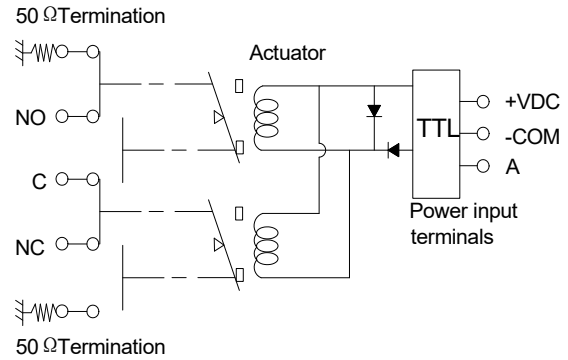 50 ΩTermination
Actuator
NO
+VDC
TTL
-COM
A
C
Power input
terminals
NC
50 ΩTermination